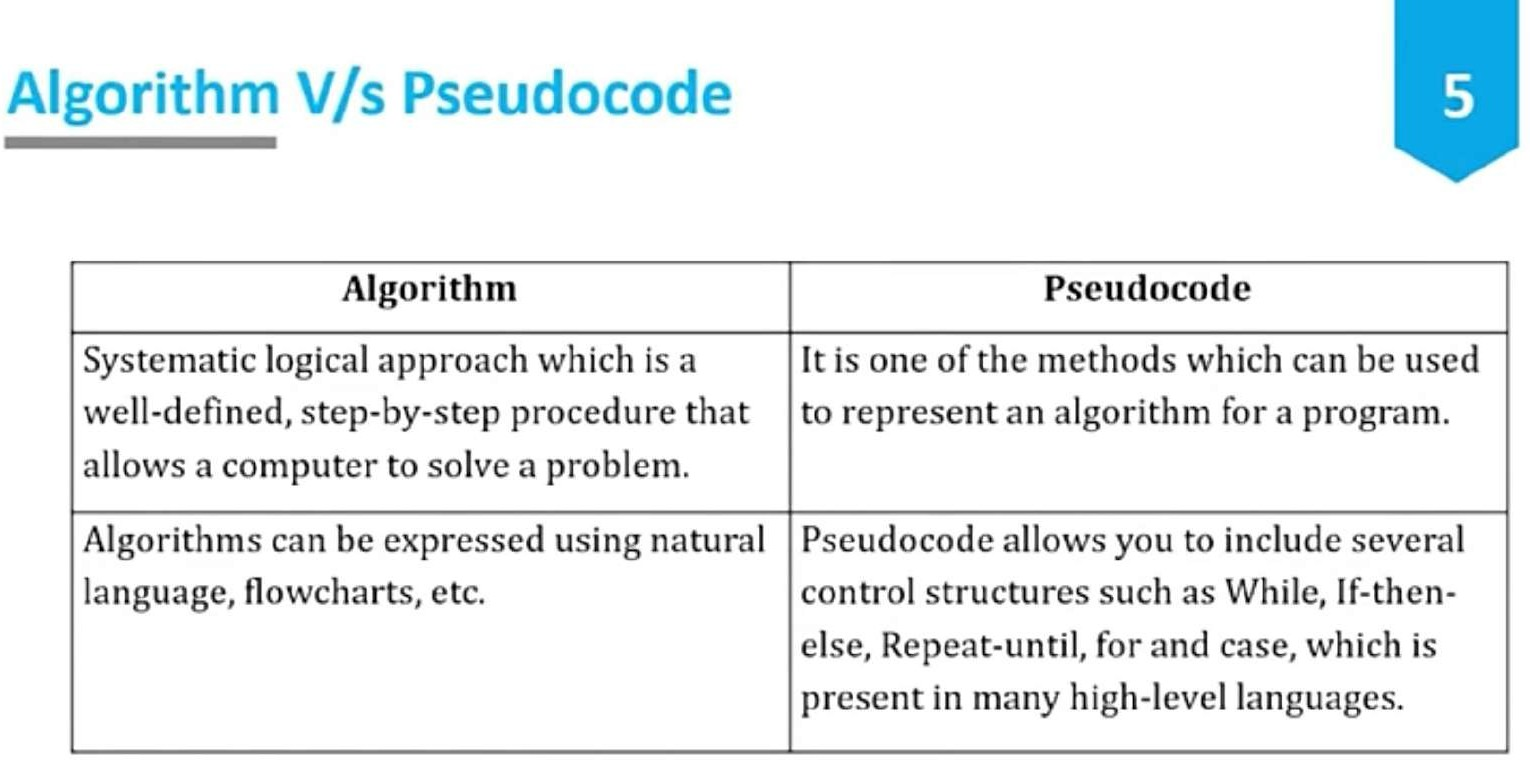 Algorithm V/s Pseudocode
5
Algorithm
Pseudocode
Systematic logical approach which is a
well-defined, step-by-step procedure that
allows a computer to solve a problem.
It is one of the methods which can be used
to represent an algorithm for a program.
Algorithms can be expressed using natural
language, flowcharts, etc.
Pseudocode allows you to include several
control structures such as While, If-then-
else, Repeat-until, for and case, which is
present in many high-level languages.